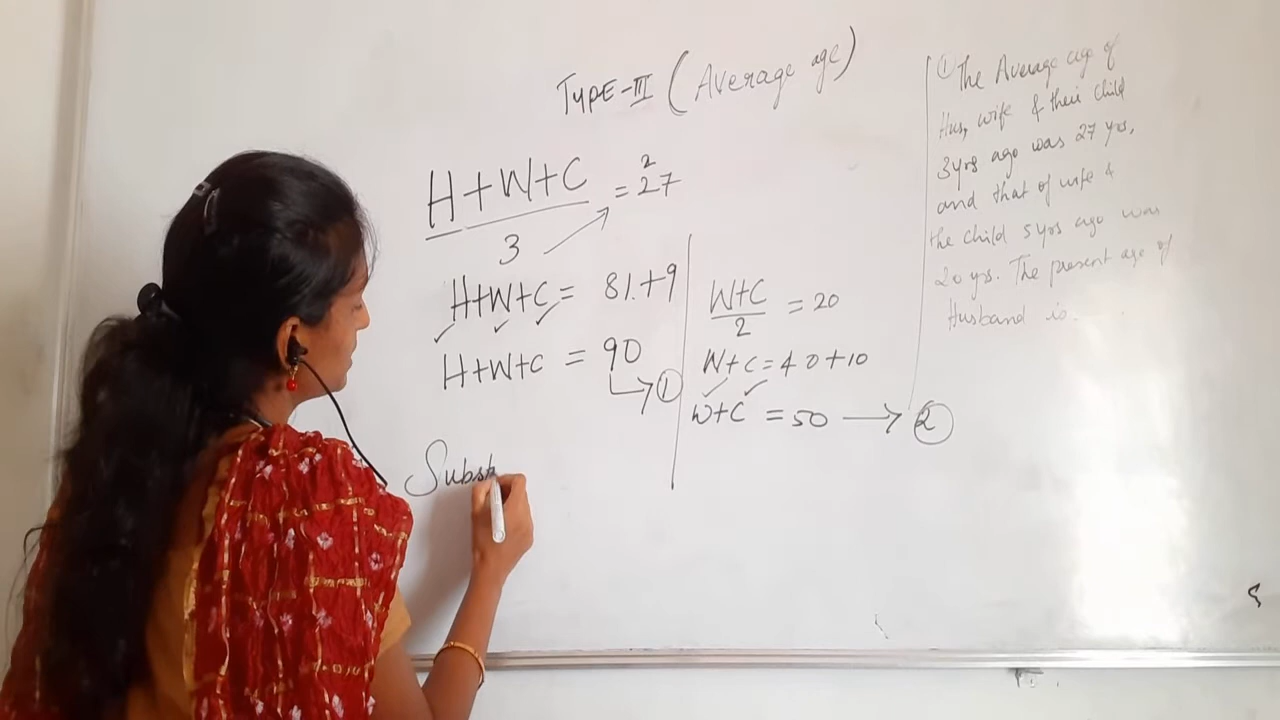 TYPE-III (Average age)
H+W+C
3
= 27
2
H+W+C = 81+9
H+W+C = 90
①
W+C
2
= 20
W+C = 40+10
W+C = 50 → ②
Subst
① The Average age of
Hus, wife & their child
3yrs ago was 27 yrs,
and that of wife &
the child 5yrs ago was
20 yrs. The present age of
Husband is.